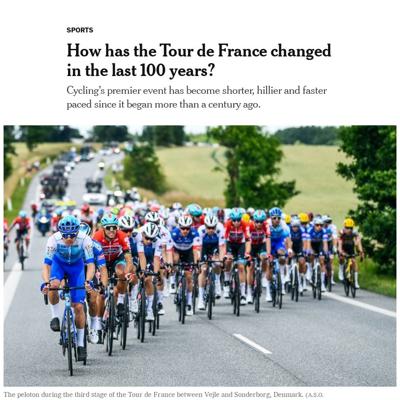 SPORTS
How has the Tour de France changed
in the last 100 years?
Cycling's premier event has become shorter, hillier and faster
paced since it began more than a century ago.
The peloton during the third stage of the Tour de France between Vejle and Sonderborg, Denmark. (A.S.O.